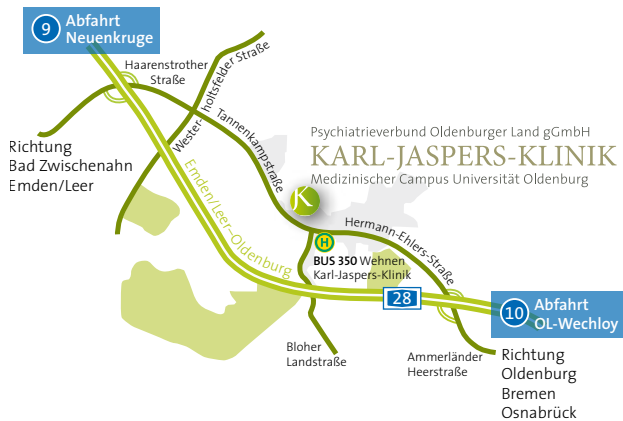 9 Abfahrt
Neuenkruge
Haarenstrother
Straße
Wester-holtsfelder Straße
Tannenkampstraße
Richtung
Bad Zwischenahn
Emden/Leer
Psychiatrieverbund Oldenburger Land gGmbH
KARL-JASPERS-KLINIK
Medizinischer Campus Universität Oldenburg
K
Emden/Leer–Oldenburg
Hermann-Ehlers-Straße
H
BUS 350 Wehnen
Karl-Jaspers-Klinik
28
10 Abfahrt
OL-Wechloy
Bloher
Landstraße
Ammerländer
Heerstraße
Richtung
Oldenburg
Bremen
Osnabrück